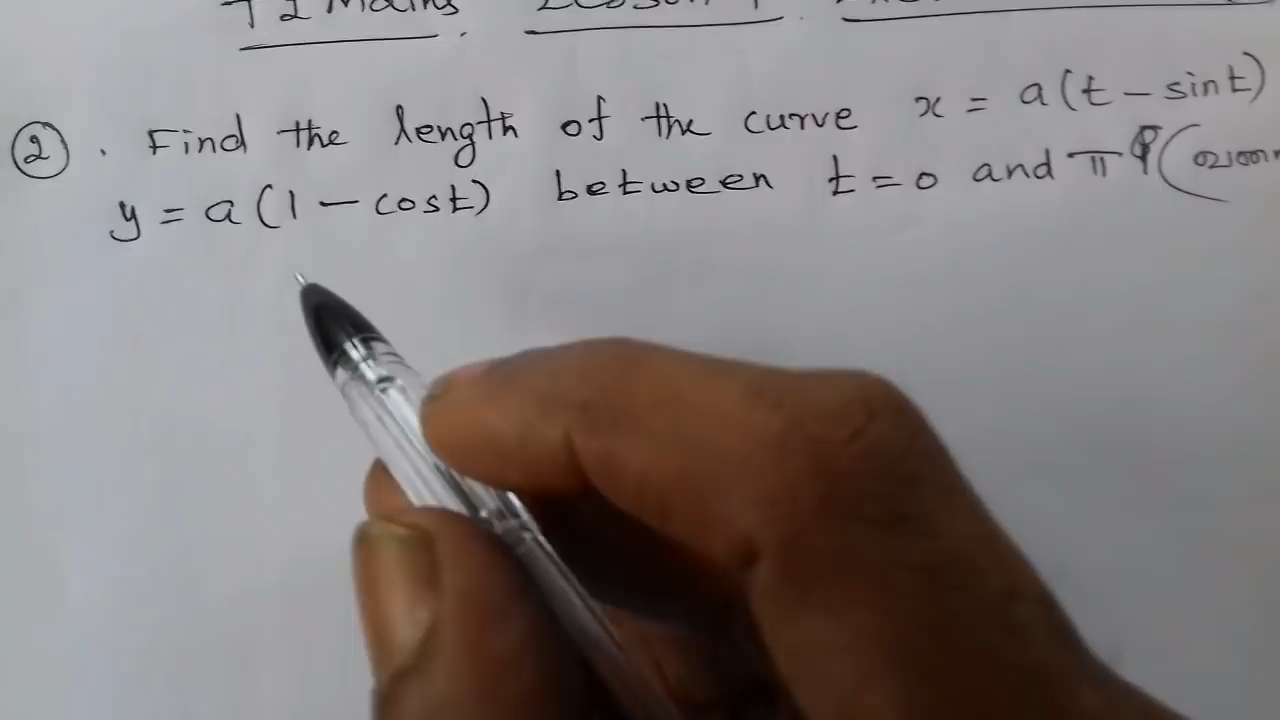 ② . Find the length of the curve x = a(t – sint)
y = a(1 – cost) between t=0 and π